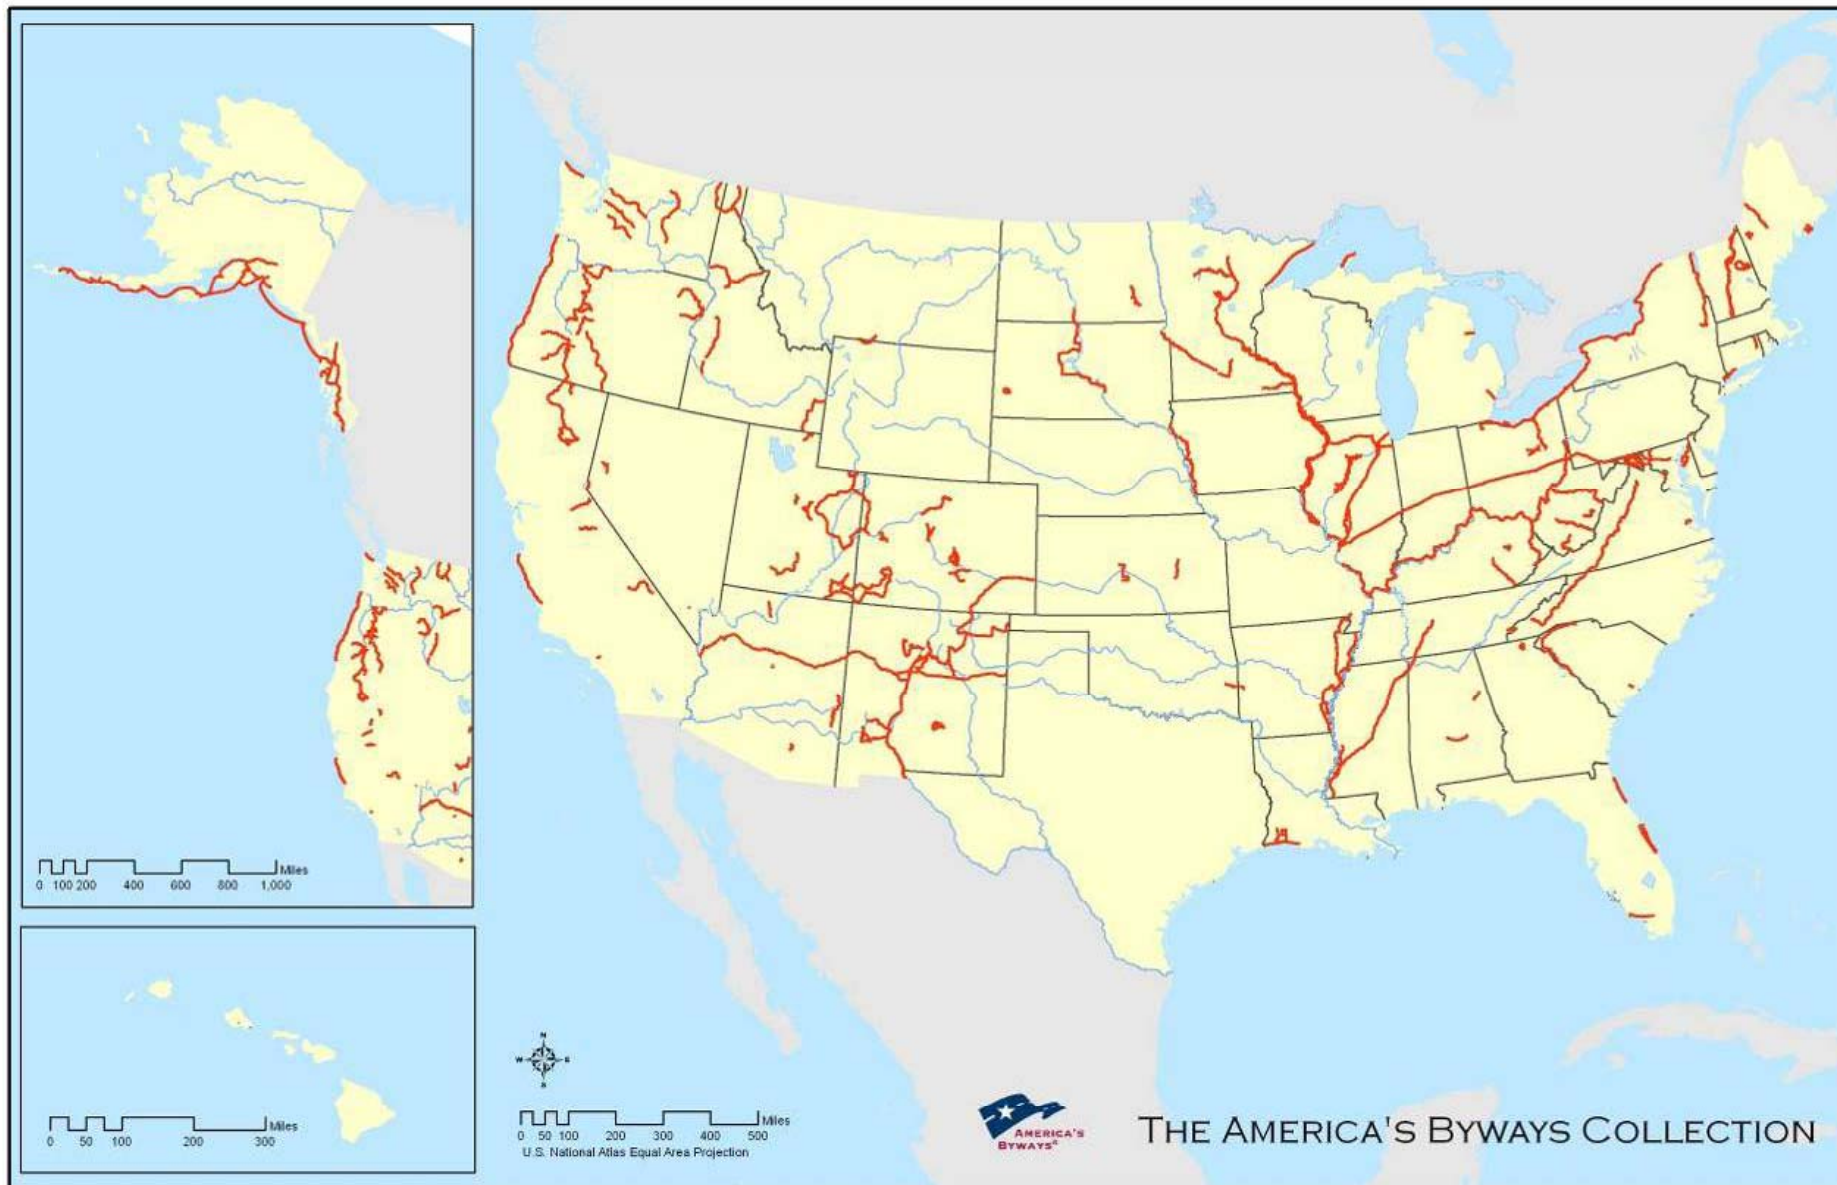 Miles
0 100 200 400 600 800 1,000
Miles
0 50 100 200 300
N
W E
S
Miles
0 50 100 200 300 400 500
U.S. National Atlas Equal Area Projection
AMERICA'S
BYWAYS®
THE AMERICA'S BYWAYS COLLECTION